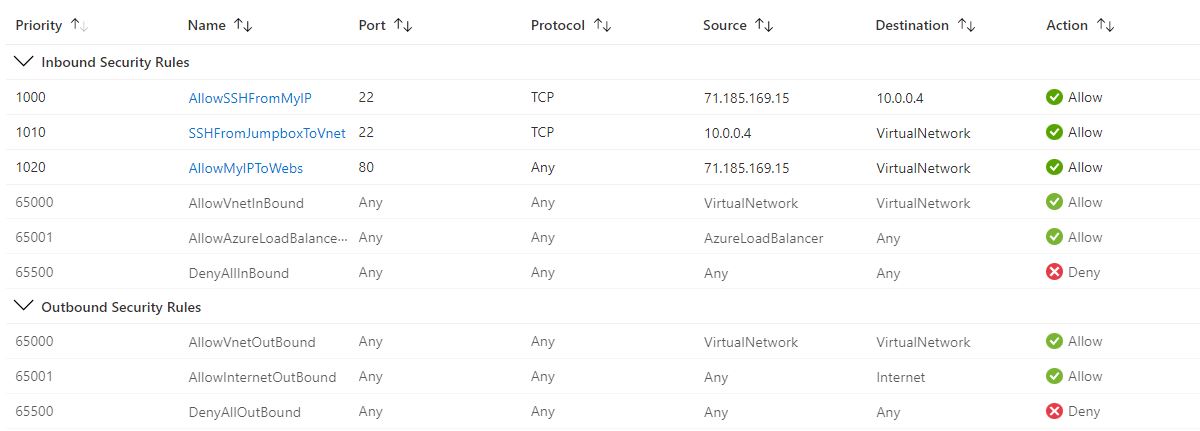 Priority Name Port Protocol Source Destination Action
Inbound Security Rules
1000 AllowSSHFromMyIP 22 TCP 71.185.169.15 10.0.0.4 Allow
1010 SSHFromJumpboxToVnet 22 TCP 10.0.0.4 VirtualNetwork Allow
1020 AllowMyIPToWebs 80 Any 71.185.169.15 VirtualNetwork Allow
65000 AllowVnetInBound Any Any VirtualNetwork VirtualNetwork Allow
65001 AllowAzureLoadBalance··· Any Any AzureLoadBalancer Any Allow
65500 DenyAllInBound Any Any Any Any Deny
Outbound Security Rules
65000 AllowVnetOutBound Any Any VirtualNetwork VirtualNetwork Allow
65001 AllowInternetOutBound Any Any Any Internet Allow
65500 DenyAllOutBound Any Any Any Any Deny